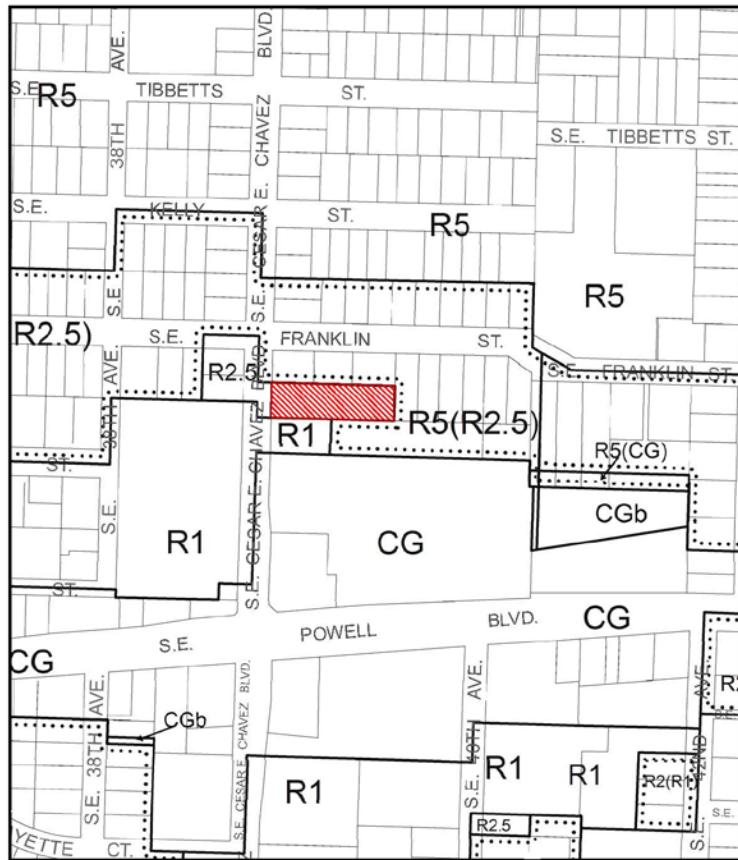 AVE.
BLVD.
S.E.
R5
TIBBETTS
ST.
38TH
CHAVEZ
S.E. TIBBETTS ST.
S.E.
KELLY
ST.
CESAR E.
R5
R5
S.E.
S.E.
R2.5)
S.E.
FRANKLIN
ST.
AVE.
R2.5
BLVD
S.E. FRANKLIN ST.
38TH
R1
R5(R2.5)
R5(CG)
ST.
S.E.
S.E. CESAR E. CHAVEZ
R1
CG
CGb
ST.
S.E.
POWELL
BLVD.
CG
CG
AVE.
S.E. CESAR E. CHAVEZ BLVD.
AVE.
AVE
CGb
S.E. 38TH
R1
R1
R1
S.E. 40TH
R2(R1)
42ND
S.E.
R2.5
S.E.
S.E.
YETTE
CT.